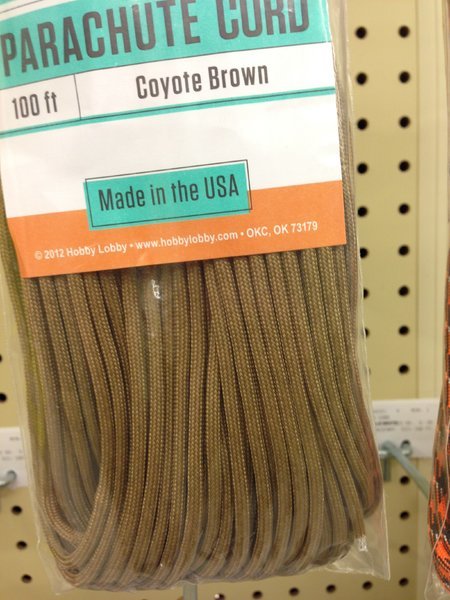 PARACHUTE CORD
100 ft
Coyote Brown
Made in the USA
© 2012 Hobby Lobby • www.hobbylobby.com • OKC, OK 73179